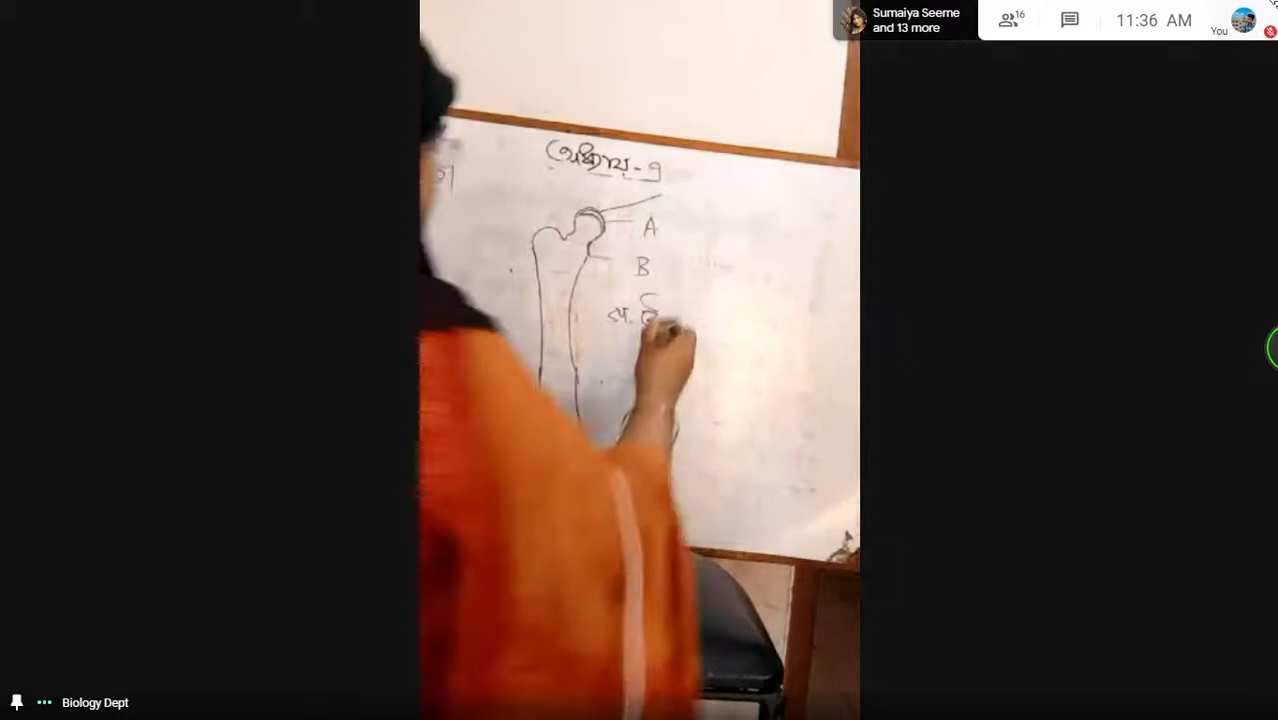 Sumaiya Seeme
and 13 more
16
11:36 AM
You
অধ্যায়-৭
A
B
Biology Dept